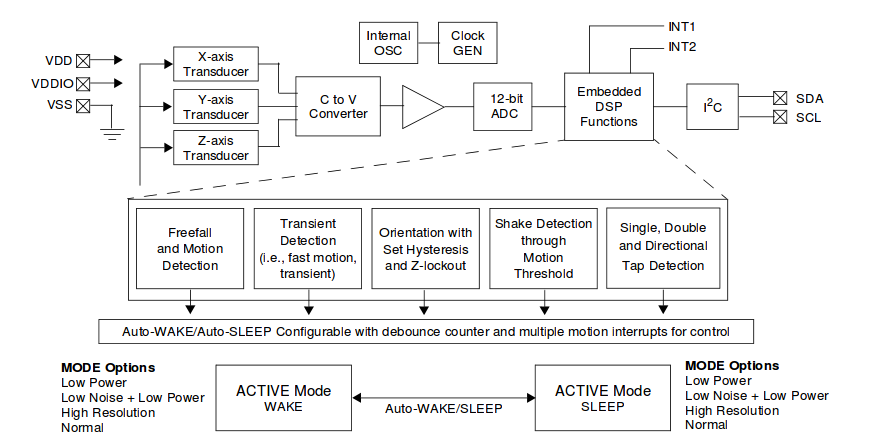 Internal
OSC
Clock
GEN
INT1
INT2
VDD
VDDIO
VSS
X-axis
Transducer
Y-axis
Transducer
Z-axis
Transducer
C to V
Converter
12-bit
ADC
Embedded
DSP
Functions
I²C
SDA
SCL
Freefall
and Motion
Detection
Transient
Detection
(i.e., fast motion,
transient)
Orientation with
Set Hysteresis
and Z-lockout
Shake Detection
through
Motion
Threshold
Single, Double
and Directional
Tap Detection
Auto-WAKE/Auto-SLEEP Configurable with debounce counter and multiple motion interrupts for control
MODE Options
Low Power
Low Noise + Low Power
High Resolution
Normal
ACTIVE Mode
WAKE
Auto-WAKE/SLEEP
ACTIVE Mode
SLEEP
MODE Options
Low Power
Low Noise + Low Power
High Resolution
Normal